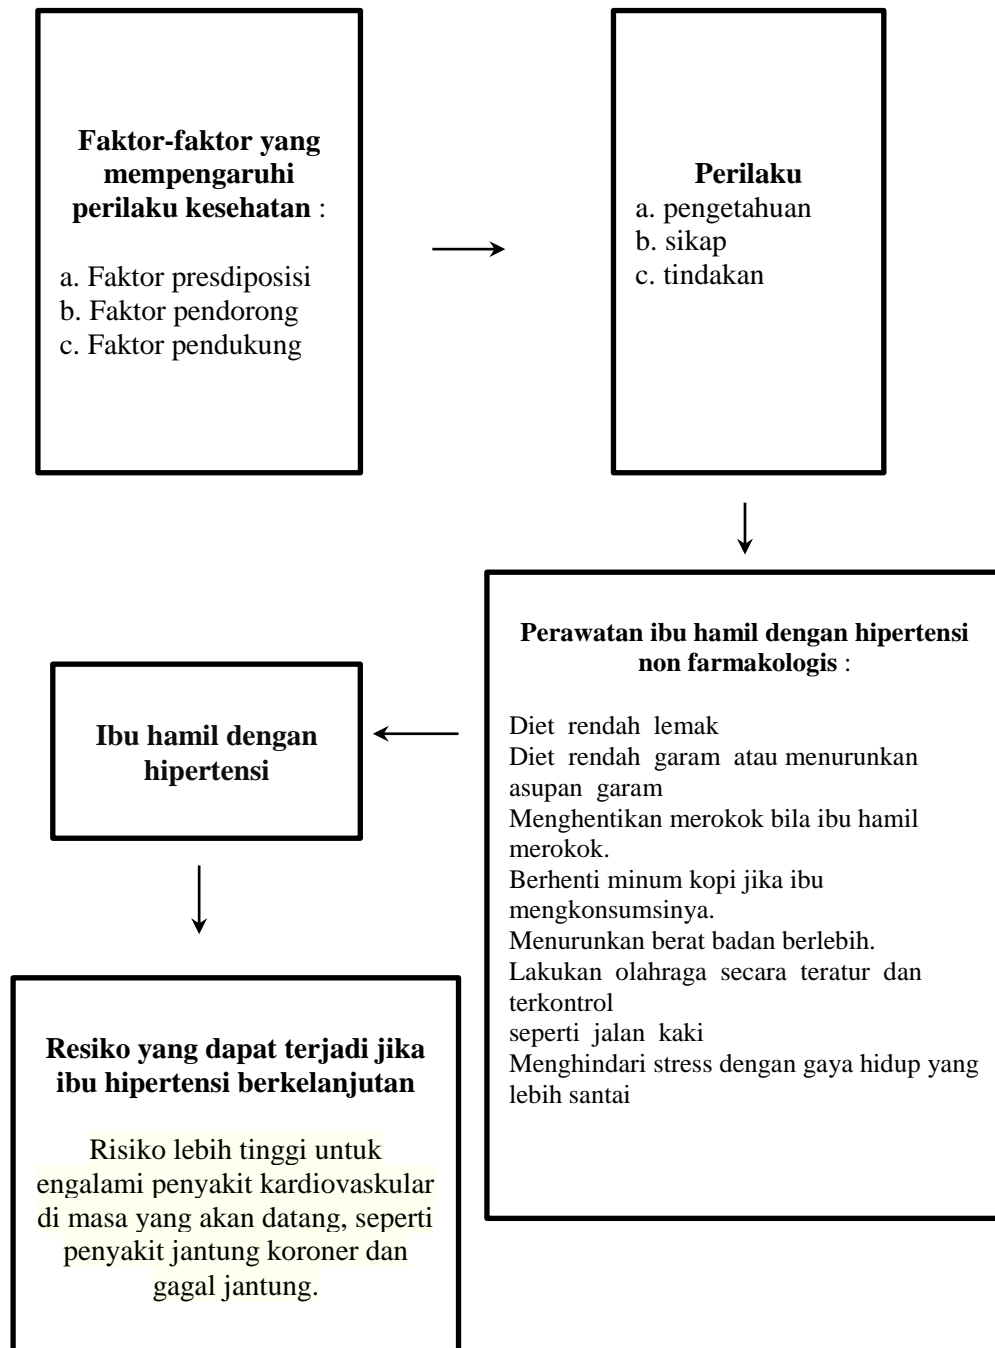 Faktor-faktor yang
mempengaruhi
perilaku kesehatan :
a. Faktor presdiposisi
b. Faktor pendorong
c. Faktor pendukung
Perilaku
a. pengetahuan
b. sikap
c. tindakan
Perawatan ibu hamil dengan hipertensi
non farmakologis :
Diet rendah lemak
Diet rendah garam atau menurunkan
asupan garam
Menghentikan merokok bila ibu hamil
merokok.
Berhenti minum kopi jika ibu
mengkonsumsinya.
Menurunkan berat badan berlebih.
Lakukan olahraga secara teratur dan
terkontrol
seperti jalan kaki
Menghindari stress dengan gaya hidup yang
lebih santai
Ibu hamil dengan
hipertensi
Resiko yang dapat terjadi jika
ibu hipertensi berkelanjutan
Risiko lebih tinggi untuk
engalami penyakit kardiovaskular
di masa yang akan datang, seperti
penyakit jantung koroner dan
gagal jantung.